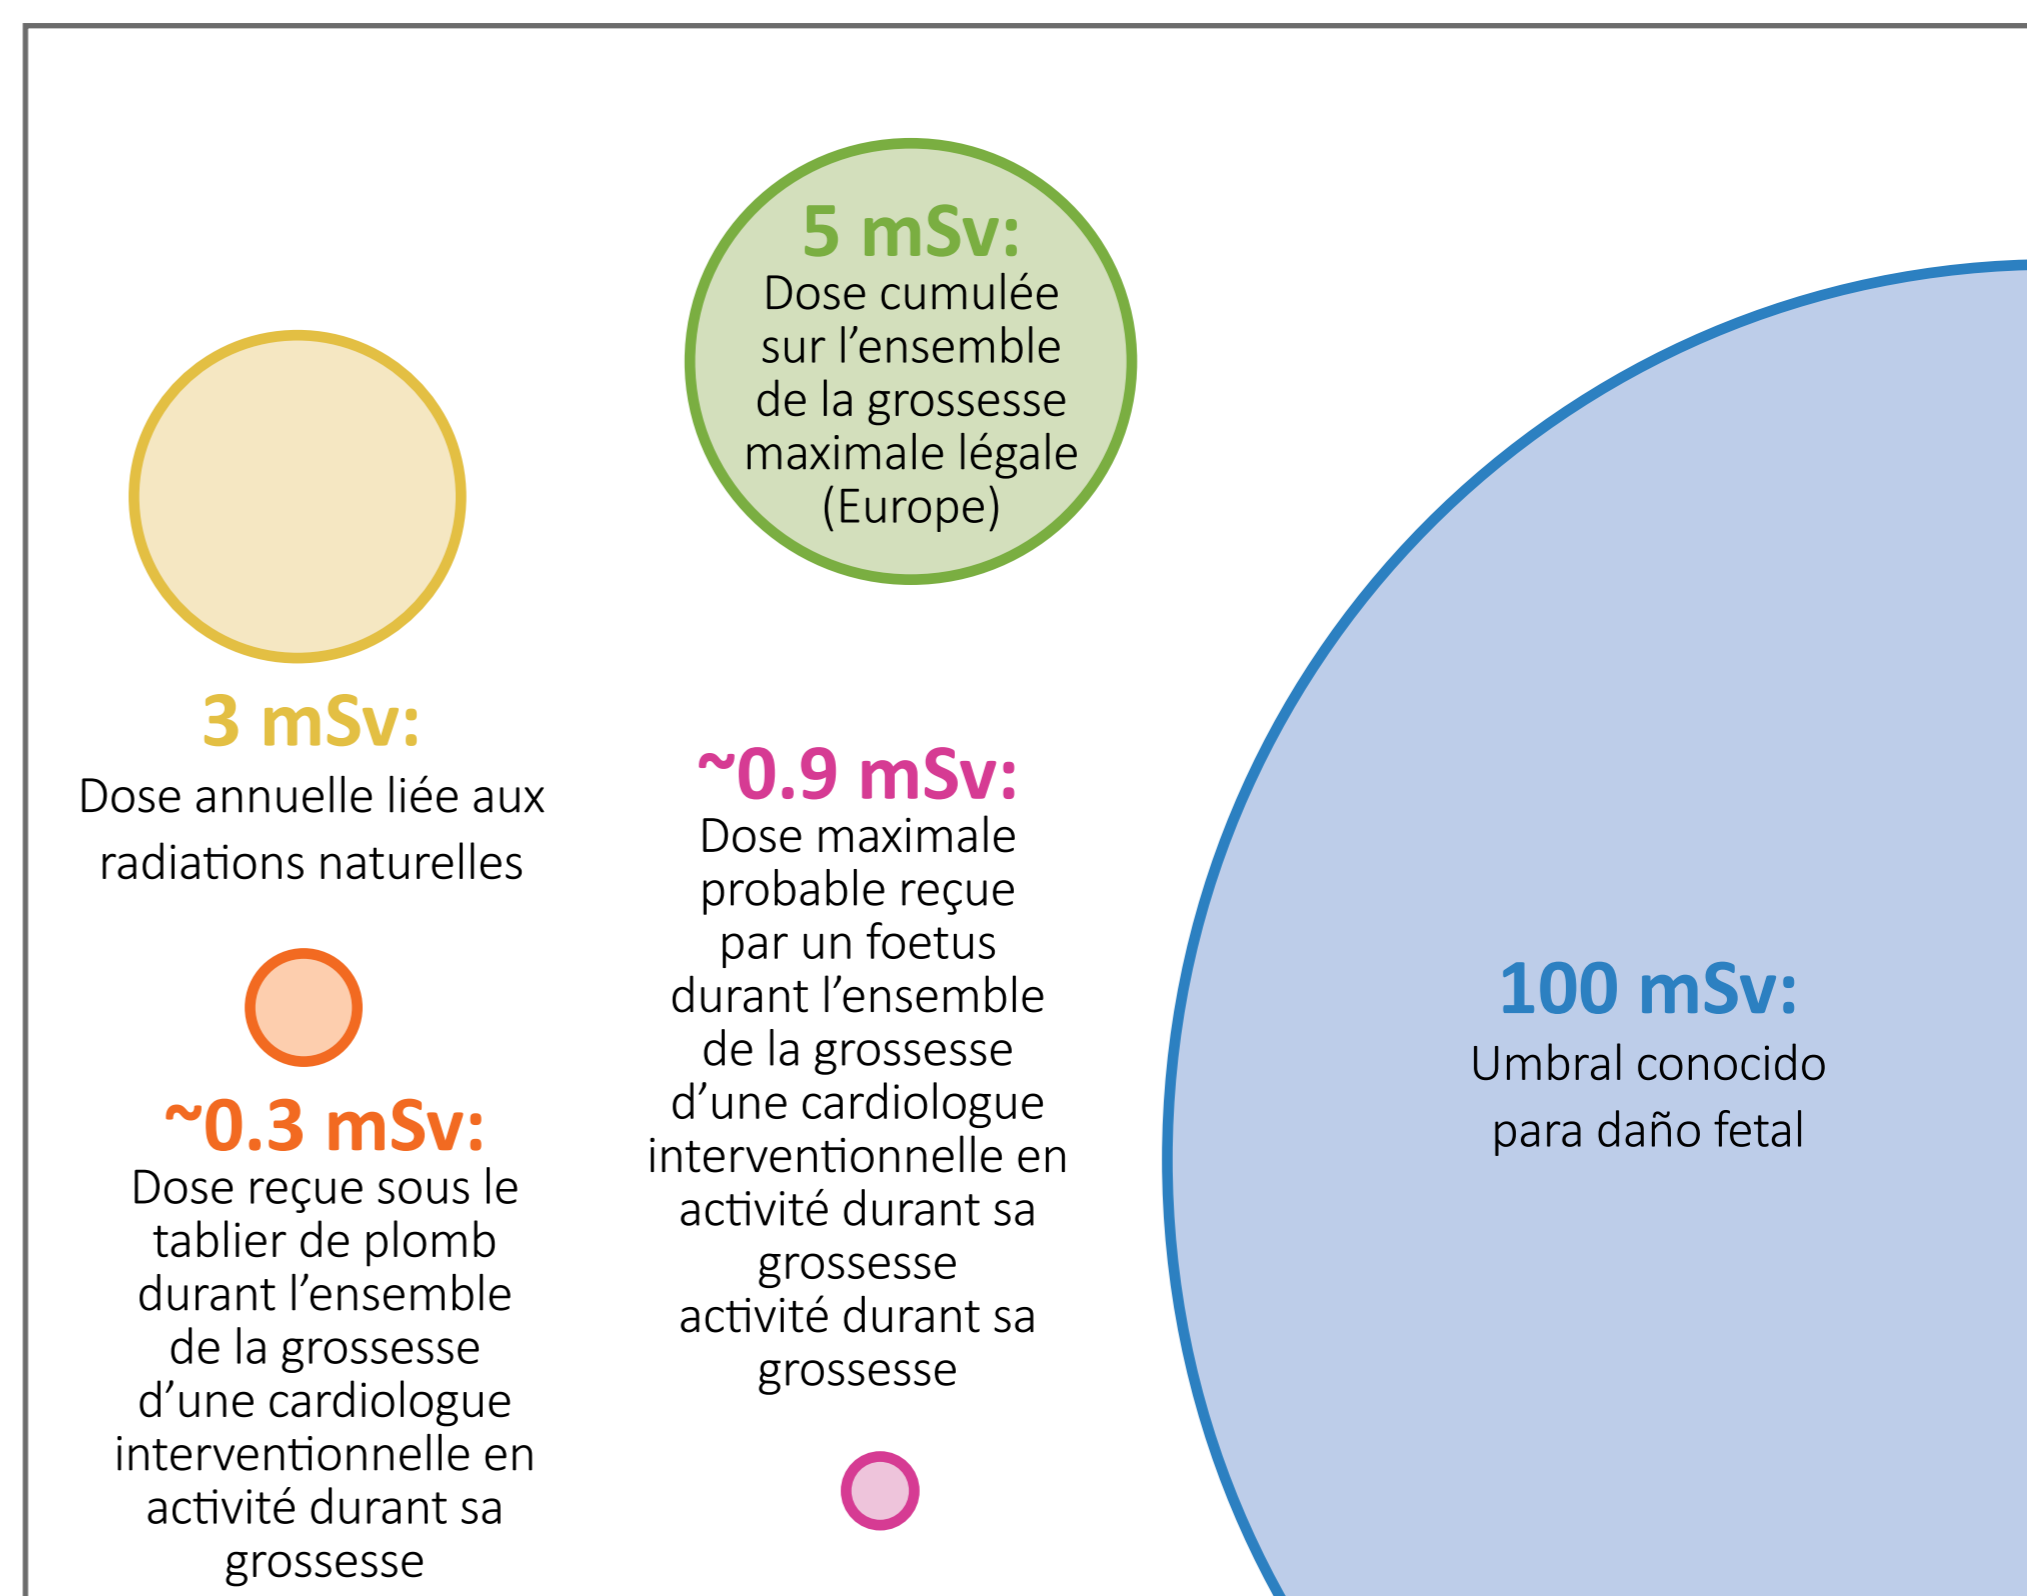 5 mSv:
Dose cumulée
sur l’ensemble
de la grossesse
maximale légale
(Europe)
3 mSv:
Dose annuelle liée aux
radiations naturelles
~0.3 mSv:
Dose reçue sous le
tablier de plomb
durant l’ensemble
de la grossesse
d’une cardiologue
interventionnelle en
activité durant sa
grossesse
~0.9 mSv:
Dose maximale
probable reçue
par un foetus
durant l’ensemble
de la grossesse
d’une cardiologue
interventionnelle en
activité durant sa
grossesse
activité durant sa
grossesse
100 mSv:
Umbral conocido
para daño fetal